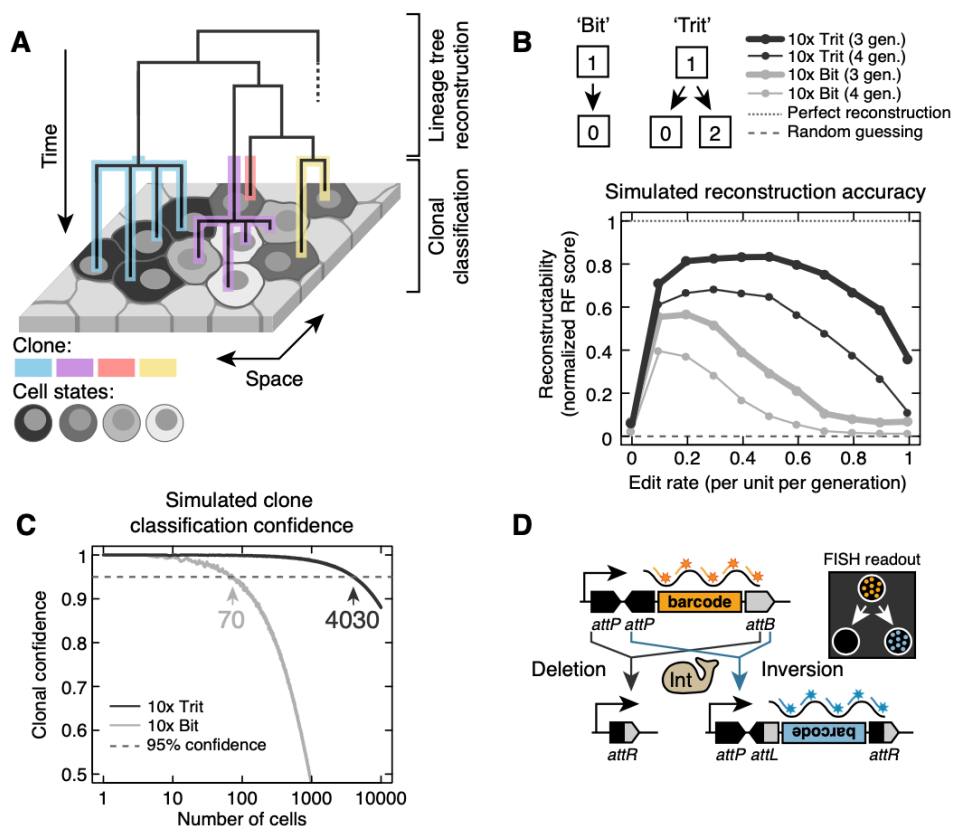 A
Time
Lineage tree
reconstruction
Clonal
classification
Space
Clone:
Cell states:
B
‘Bit’
‘Trit’
1
0
1
0
2
10x Trit (3 gen.)
10x Trit (4 gen.)
10x Bit (3 gen.)
10x Bit (4 gen.)
Perfect reconstruction
Random guessing
Simulated reconstruction accuracy
Reconstructability
(normalized RF score)
1
0.8
0.6
0.4
0.2
0
0 0.2 0.4 0.6 0.8 1
Edit rate (per unit per generation)
C
Simulated clone
classification confidence
Clonal confidence
1
0.9
0.8
0.7
0.6
0.5
70
4030
10x Trit
10x Bit
95% confidence
1 10 100 1000 10000
Number of cells
D
FISH readout
barcode
attP attP attB
Deletion
Int
Inversion
barcode
attR
attP attL attR